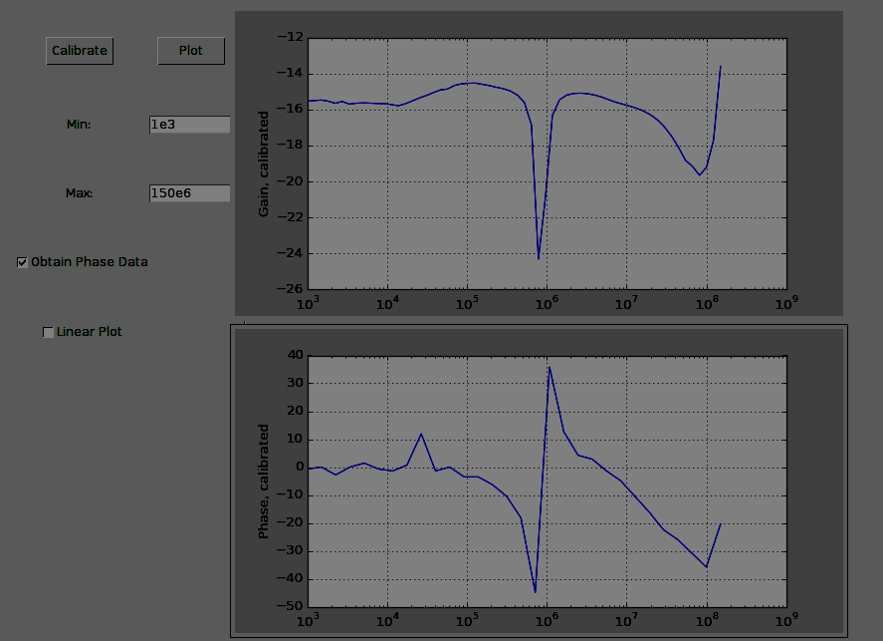 Calibrate
Plot
Min:
1e3
Max:
150e6
Obtain Phase Data
Linear Plot
−12
−14
−16
−18
−20
−22
−24
−26
Gain, calibrated
10³ 10⁴ 10⁵ 10⁶ 10⁷ 10⁸ 10⁹
40
30
20
10
0
−10
−20
−30
−40
−50
Phase, calibrated
10³ 10⁴ 10⁵ 10⁶ 10⁷ 10⁸ 10⁹